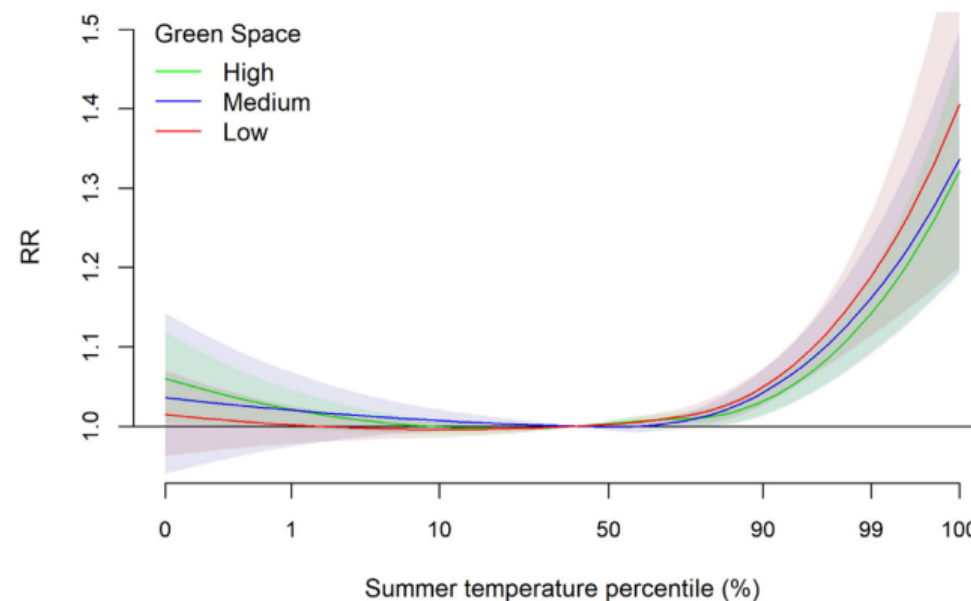 Green Space
High
Medium
Low
RR
1.5
1.4
1.3
1.2
1.1
1.0
0 1 10 50 90 99 100
Summer temperature percentile (%)